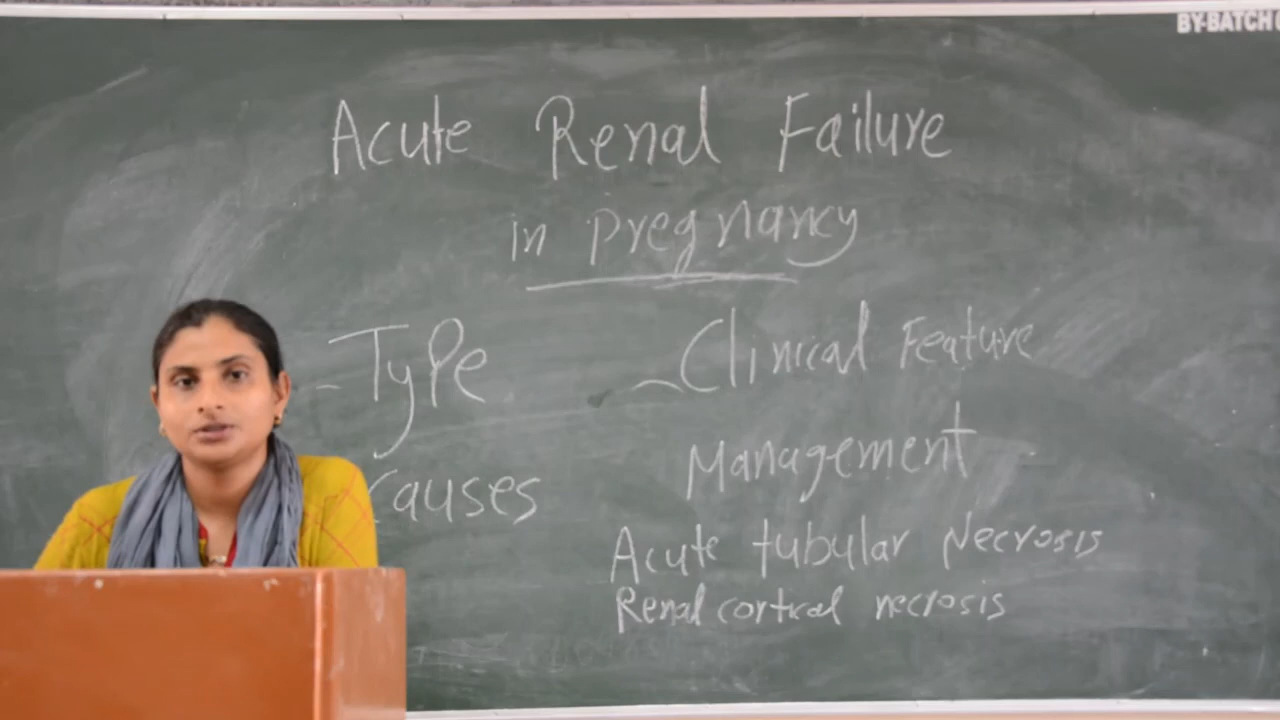 BY-BATCH
Acute Renal Failure
in pregnancy
- Type
Causes
- Clinical Feature
Management
Acute tubular Necrosis
Renal cortical necrosis